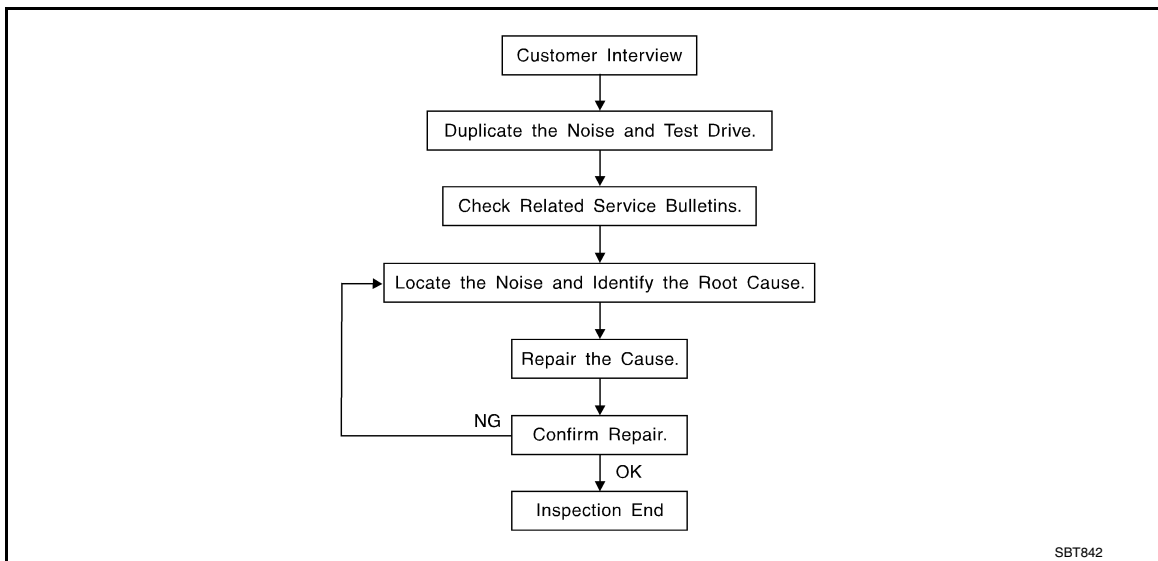 Customer Interview
Duplicate the Noise and Test Drive.
Check Related Service Bulletins.
Locate the Noise and Identify the Root Cause.
Repair the Cause.
NG
Confirm Repair.
OK
Inspection End
SBT842